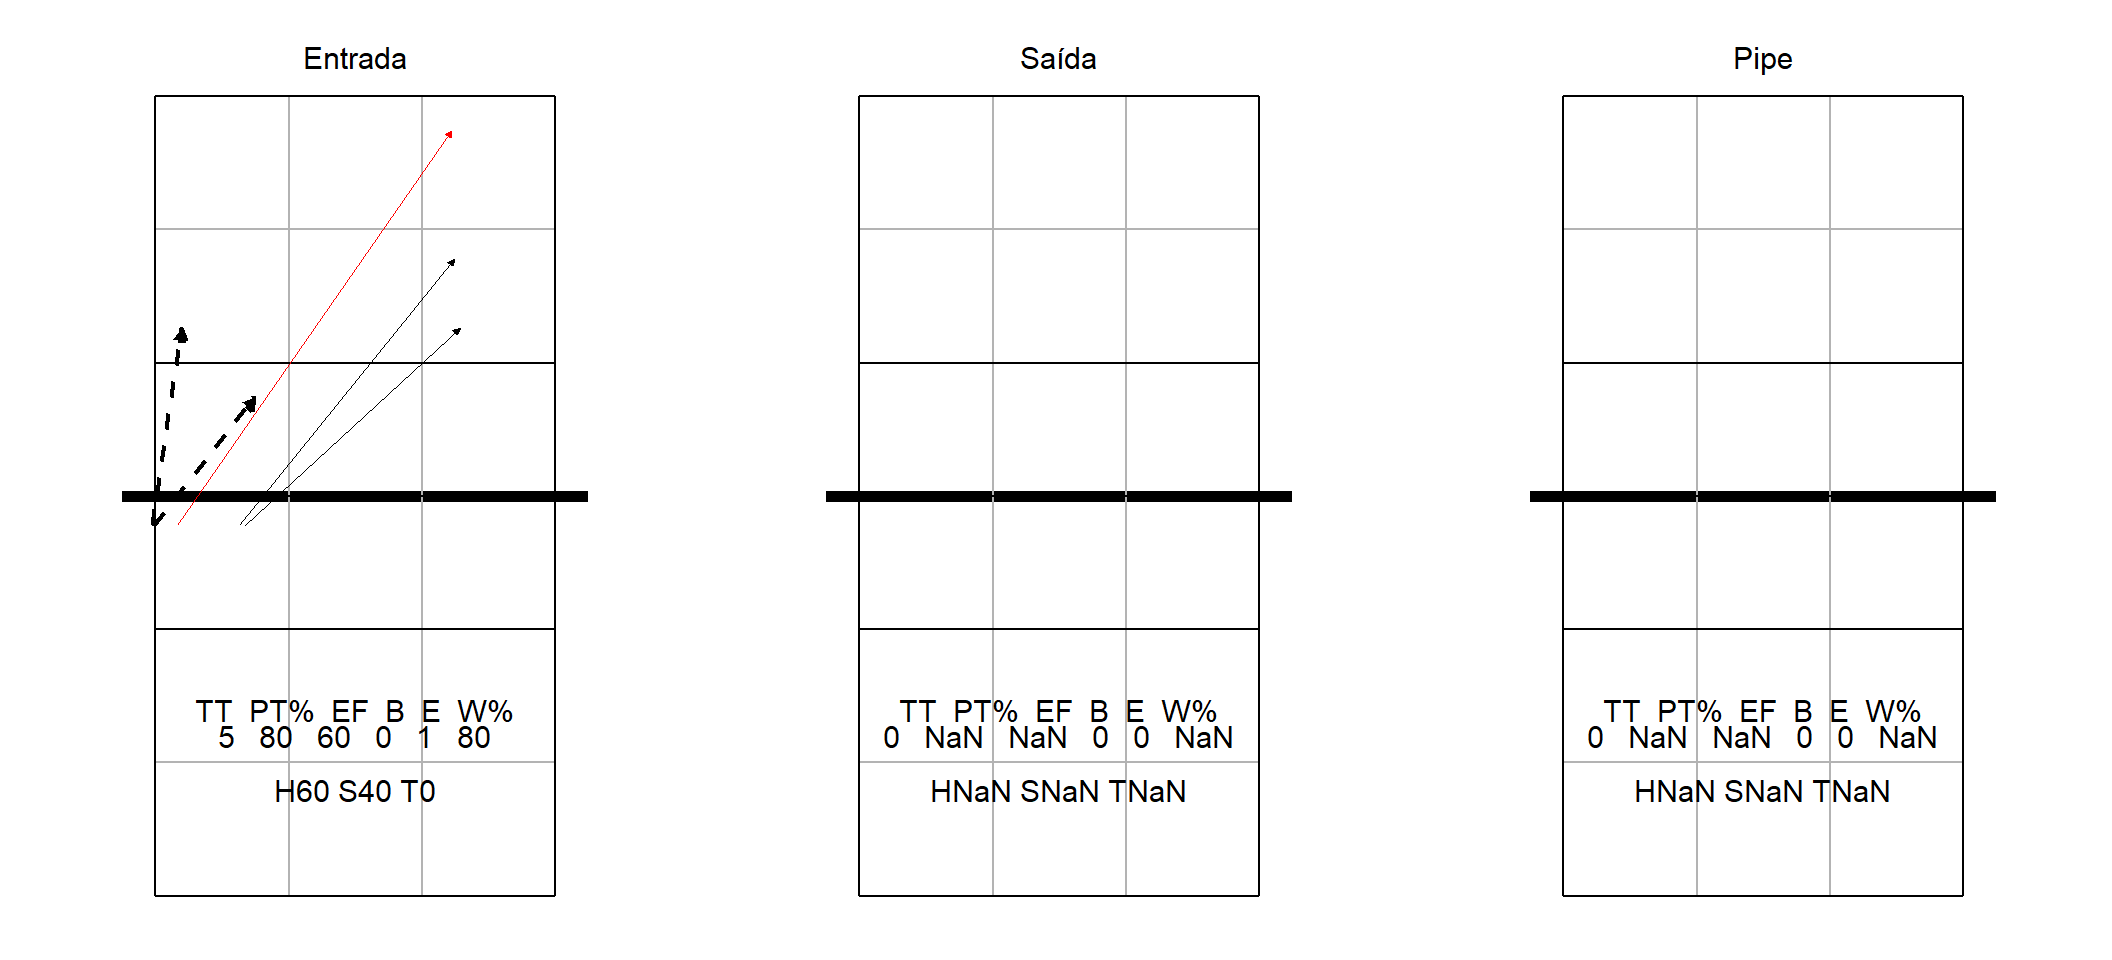 Entrada
TT PT% EF B E W%
5 80 60 0 1 80
H60 S40 T0
Saída
TT PT% EF B E W%
0 NaN NaN 0 0 NaN
HNaN SNaN TNaN
Pipe
TT PT% EF B E W%
0 NaN NaN 0 0 NaN
HNaN SNaN TNaN